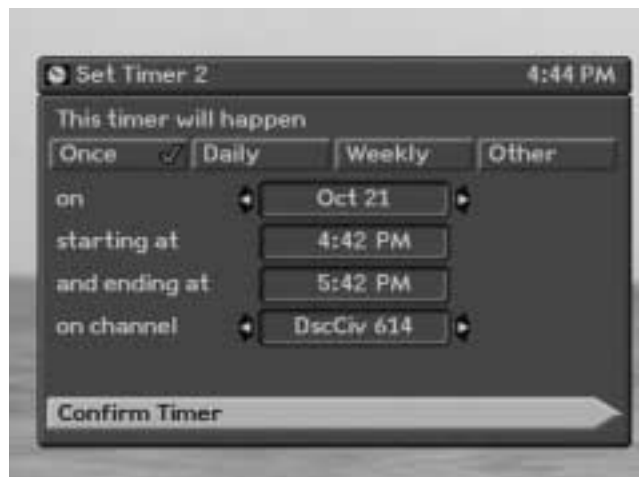 Set Timer 2 4:44 PM
This timer will happen
Once Daily Weekly Other
on Oct 21
starting at 4:42 PM
and ending at 5:42 PM
on channel DscCiv 614
Confirm Timer